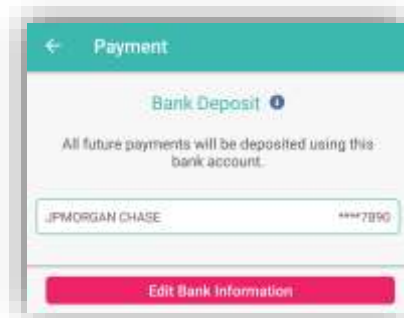 Payment
Bank Deposit
All future payments will be deposited using this
bank account.
JPMORGAN CHASE ****7890
Edit Bank Information